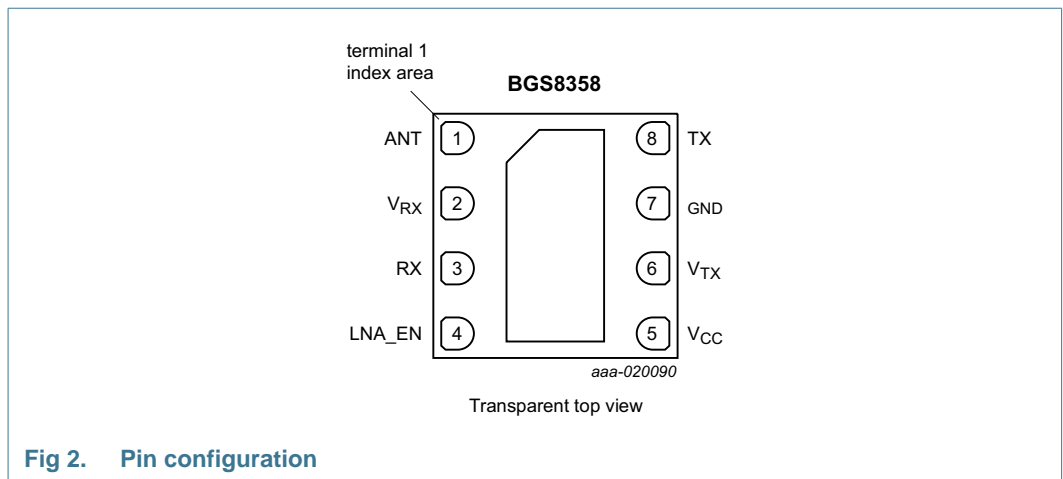 terminal 1
index area
BGS8358
ANT 1 8 TX
VRX 2 7 GND
RX 3 6 VTX
LNA_EN 4 5 VCC
aaa-020090
Transparent top view
Fig 2. Pin configuration